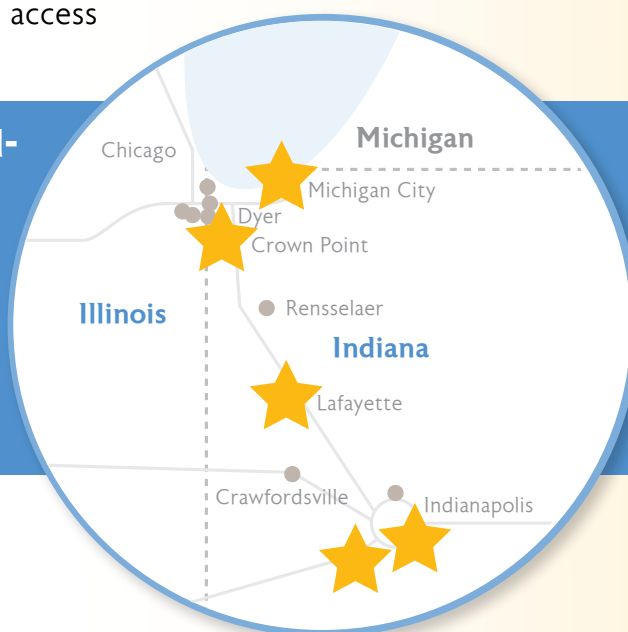 access
Chicago
Michigan
Michigan City
Dyer
Crown Point
Illinois
Rensselaer
Indiana
Lafayette
Crawfordsville
Indianapolis